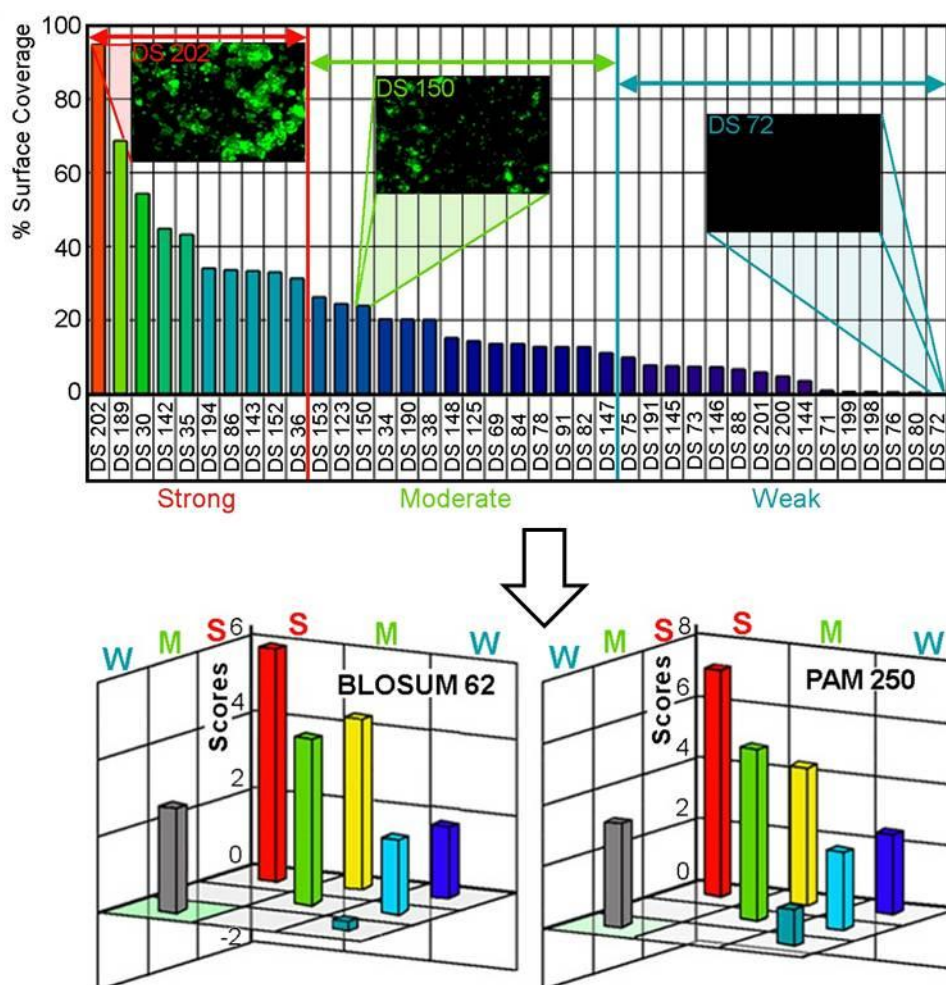 100
80
60
40
20
0
% Surface Coverage
DS 202
DS 150
DS 72
DS 202
DS 189
DS 30
DS 142
DS 35
DS 194
DS 86
DS 143
DS 152
DS 36
DS 153
DS 123
DS 150
DS 34
DS 190
DS 38
DS 148
DS 125
DS 69
DS 84
DS 78
DS 91
DS 82
DS 147
DS 75
DS 191
DS 145
DS 73
DS 146
DS 88
DS 201
DS 200
DS 144
DS 71
DS 199
DS 198
DS 76
DS 80
DS 72
Strong Moderate Weak
W M S S M W
BLOSUM 62
Scores
6
4
2
0
-2
W M S S M W
PAM 250
Scores
8
6
4
2
0